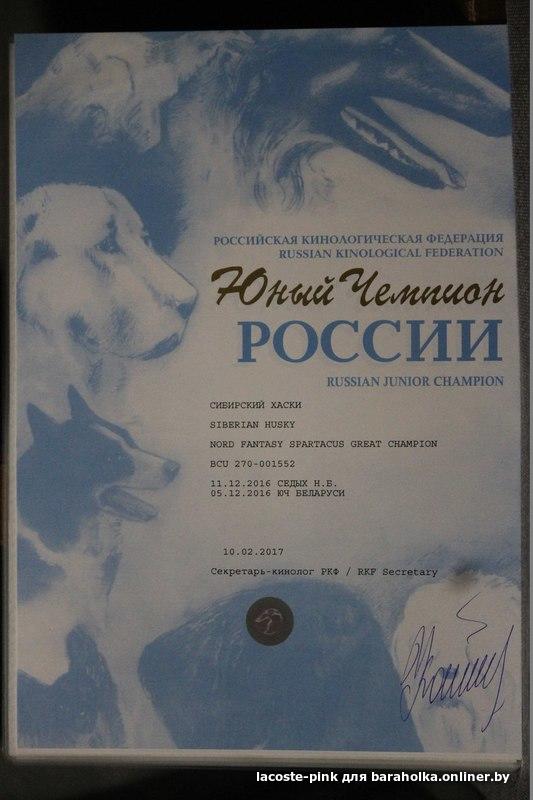 РОССИЙСКАЯ КИНОЛОГИЧЕСКАЯ ФЕДЕРАЦИЯ
RUSSIAN KINOLOGICAL FEDERATION
Юный Чемпион
РОССИИ
RUSSIAN JUNIOR CHAMPION
СИБИРСКИЙ ХАСКИ
SIBERIAN HUSKY
NORD FANTASY SPARTACUS GREAT CHAMPION
BCU 270-001552
11.12.2016 СЕДЫХ Н.Б.
05.12.2016 ЮЧ БЕЛАРУСИ
10.02.2017
Секретарь-кинолог РКФ / RKF Secretary
lacoste-pink для baraholka.onliner.by